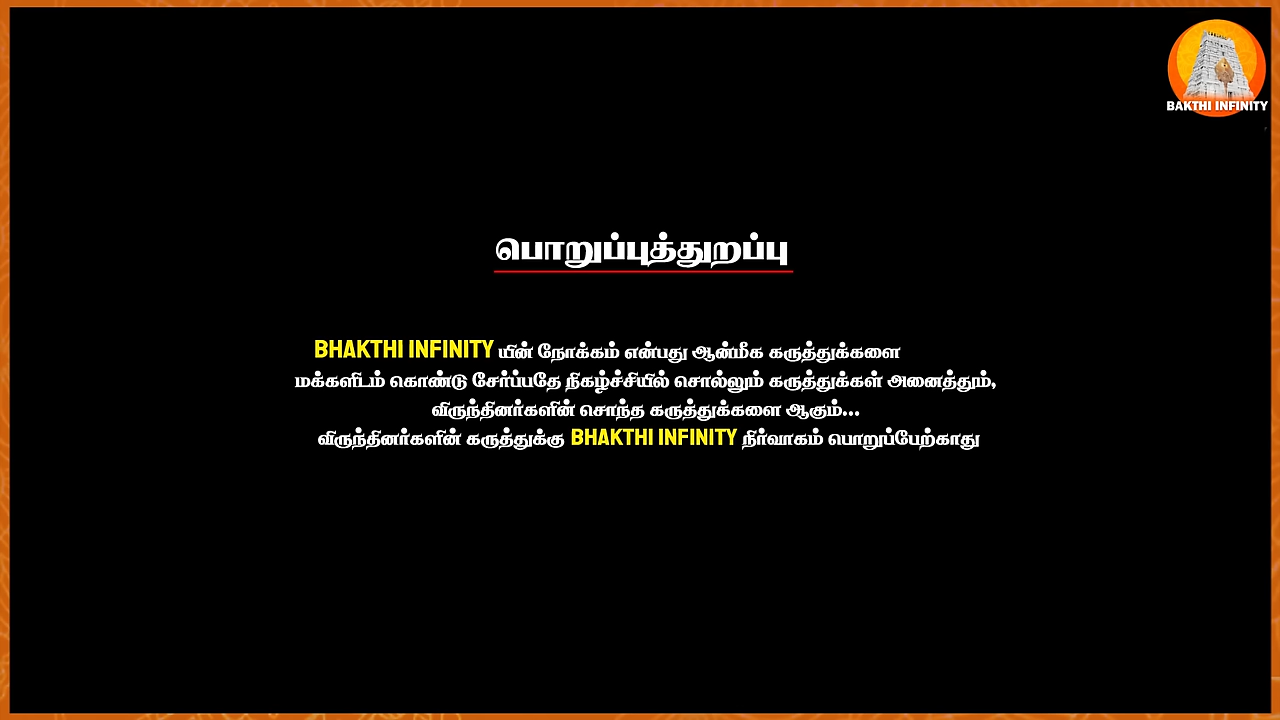 BAKTHI INFINITY
பொறுப்புத்துறப்பு
BHAKTHI INFINITY யின் நோக்கம் என்பது ஆன்மீக கருத்துக்களை
மக்களிடம் கொண்டு சேர்ப்பதே நிகழ்ச்சியில் சொல்லும் கருத்துக்கள் அனைத்தும்,
விருந்தினர்களின் சொந்த கருத்துக்களை ஆகும்...
விருந்தினர்களின் கருத்துக்கு BHAKTHI INFINITY நிர்வாகம் பொறுப்பேற்காது